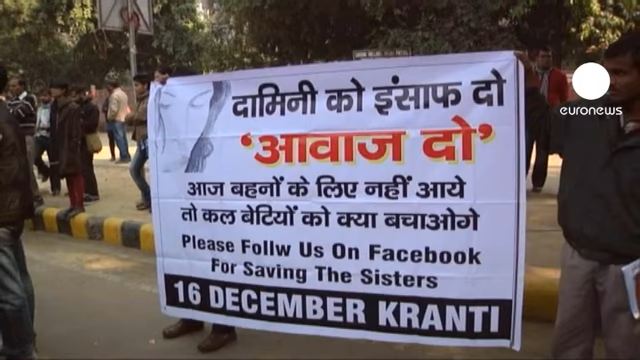 दामिनी को इंसाफ दो
'आवाज दो'
आज बहनों के लिए नहीं आये
तो कल बेटियों को क्या बचाओगे
Please Follw Us On Facebook
For Saving The Sisters
16 DECEMBER KRANTI
euronews